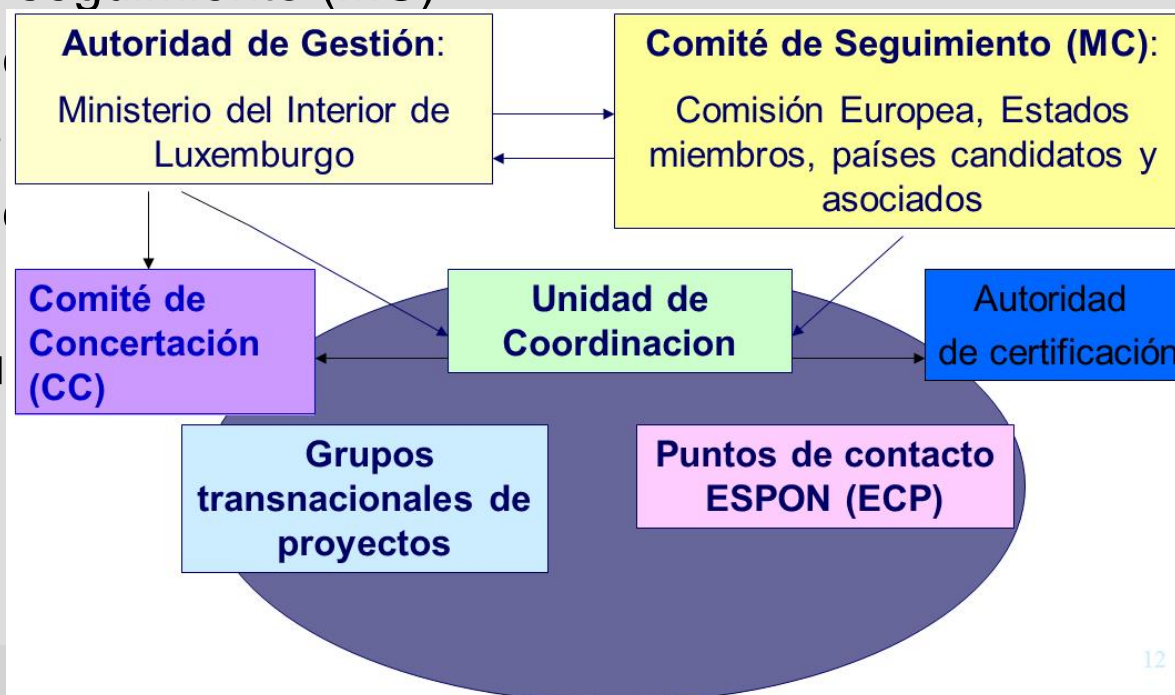 Autoridad de Gestión:
Ministerio del Interior de
Luxemburgo
Comité de Seguimiento (MC):
Comisión Europea, Estados
miembros, países candidatos y
asociados
Comité de
Concertación
(CC)
Unidad de
Coordinacion
Autoridad
de certificación
Grupos
transnacionales de
proyectos
Puntos de contacto
ESPON (ECP)
12